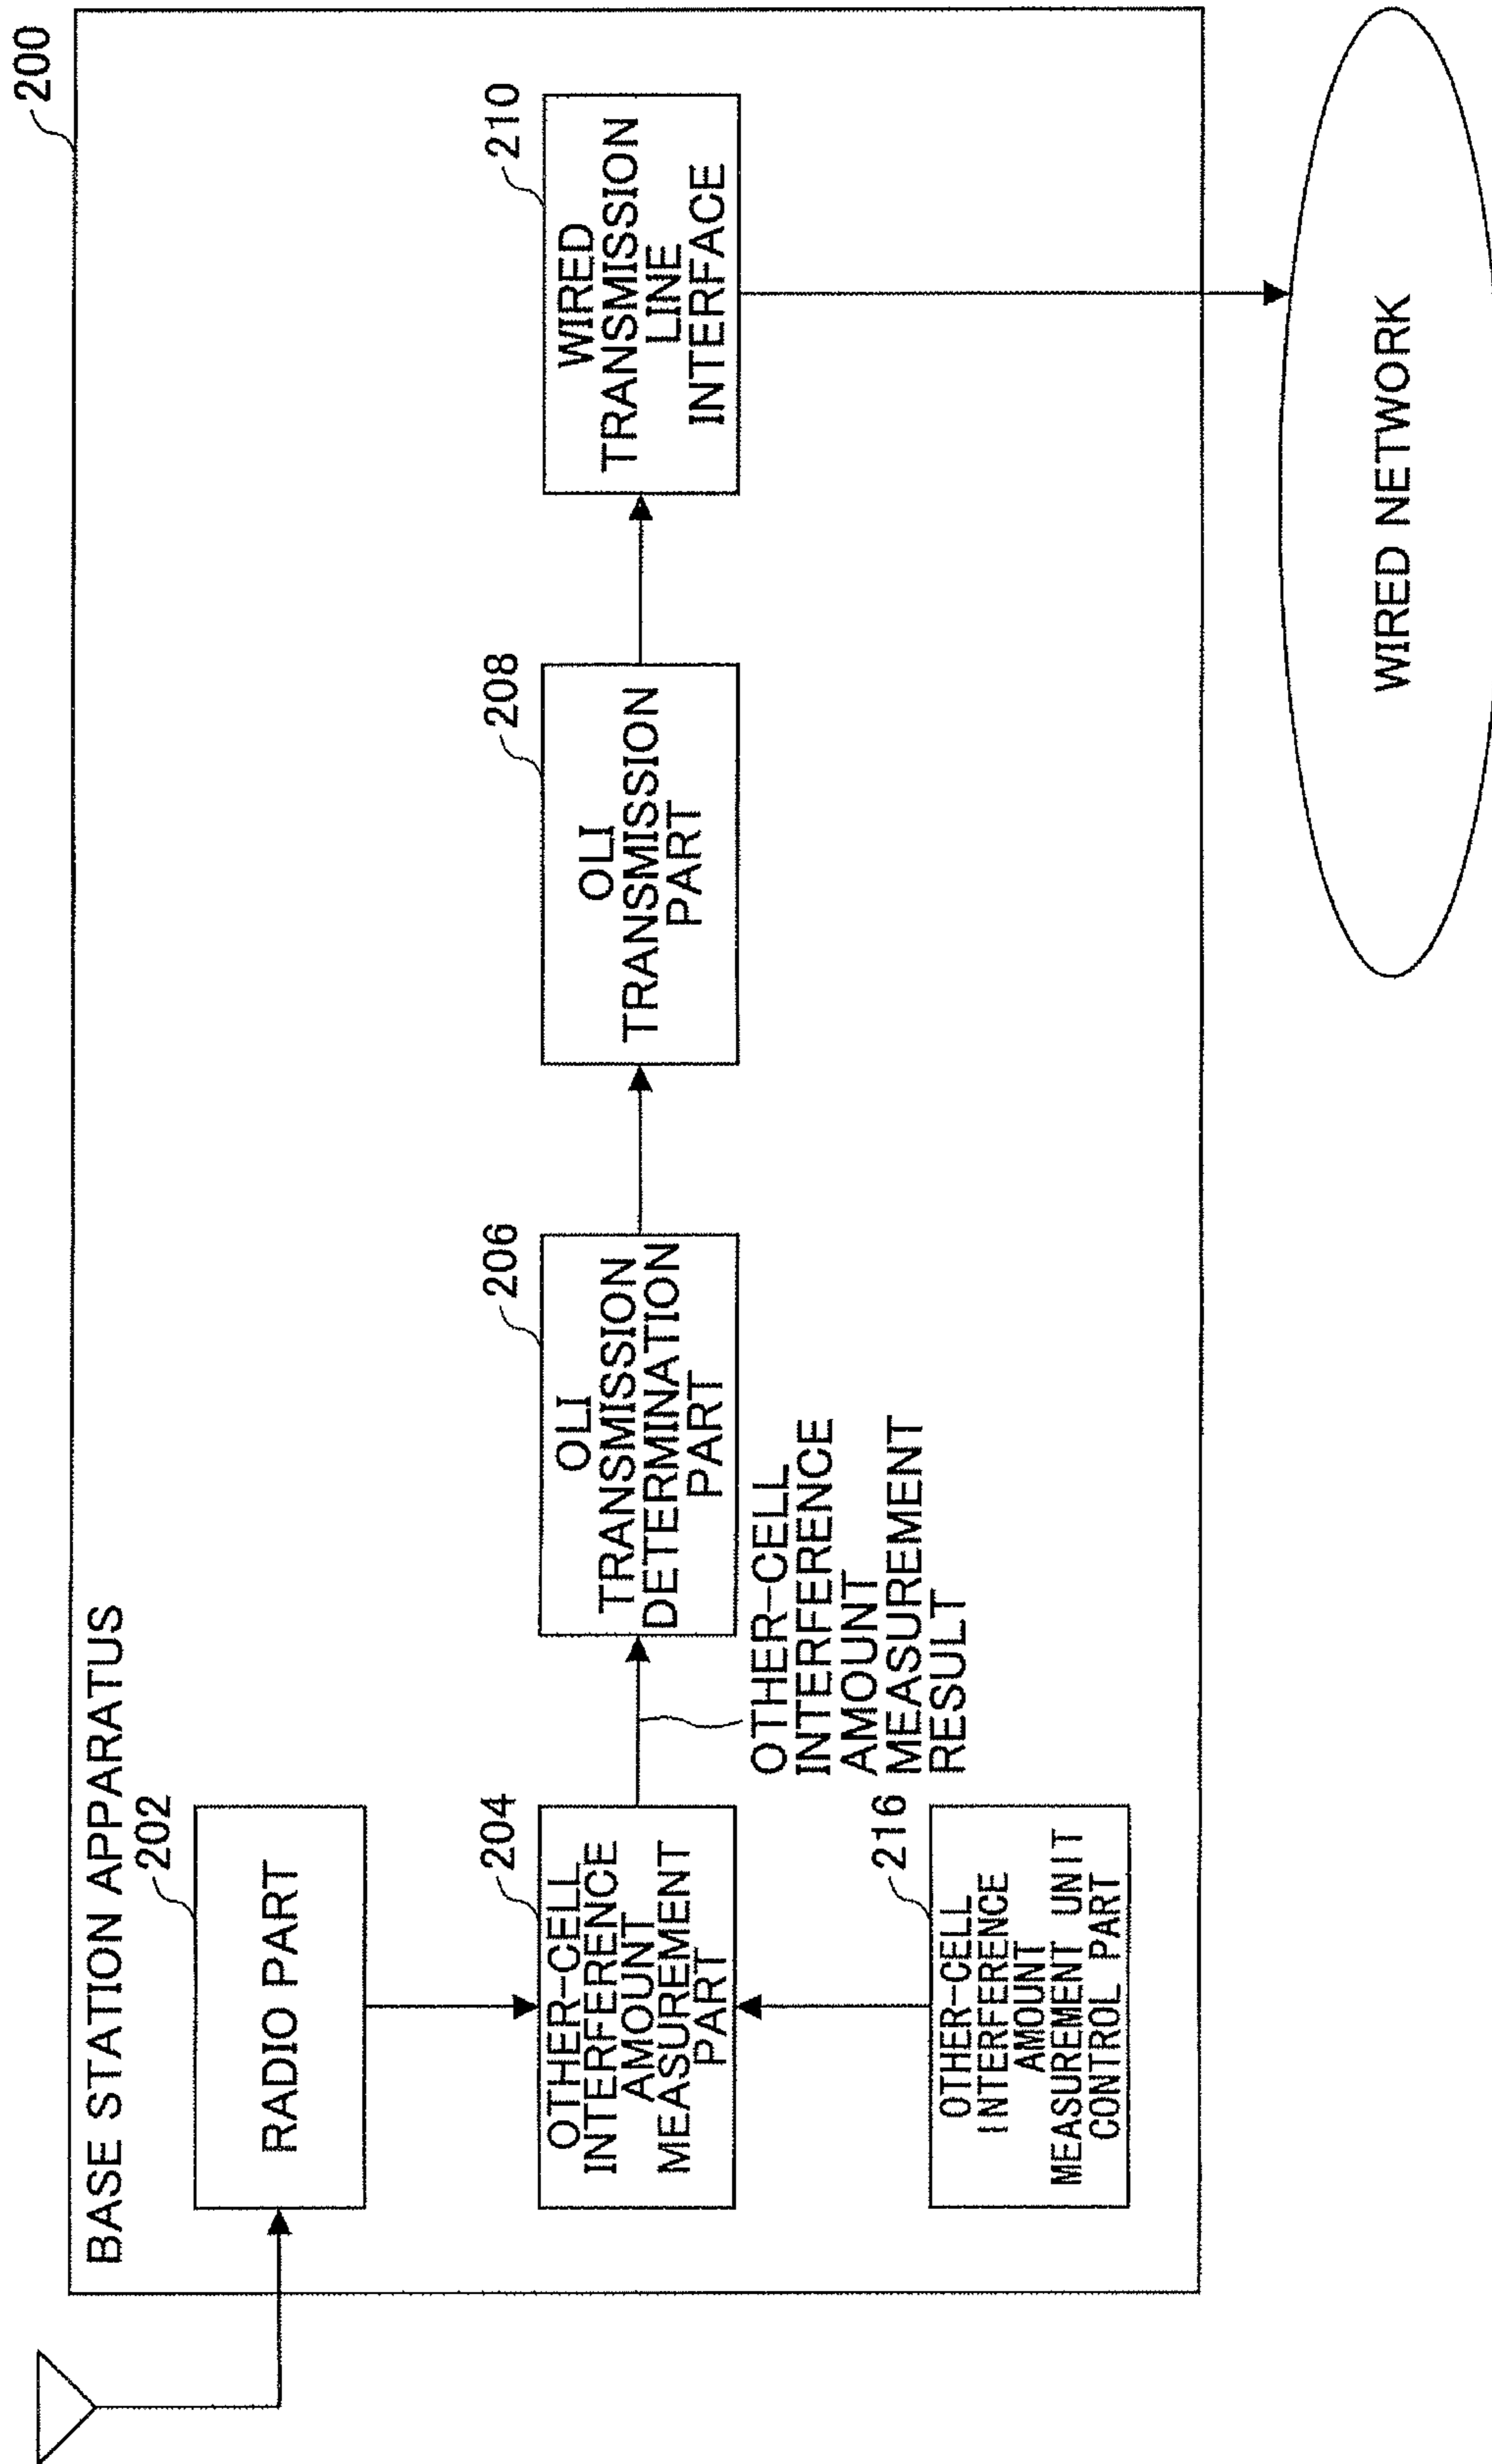 200
BASE STATION APPARATUS
202
RADIO PART
204
OTHER-CELL
INTERFERENCE
AMOUNT
MEASUREMENT
PART
216
OTHER-CELL
INTERFERENCE
AMOUNT
MEASUREMENT UNIT
CONTROL PART
OTHER-CELL
INTERFERENCE
AMOUNT
MEASUREMENT
RESULT
206
OLI
TRANSMISSION
DETERMINATION
PART
208
OLI
TRANSMISSION
PART
210
WIRED
TRANSMISSION
LINE
INTERFACE
WIRED NETWORK